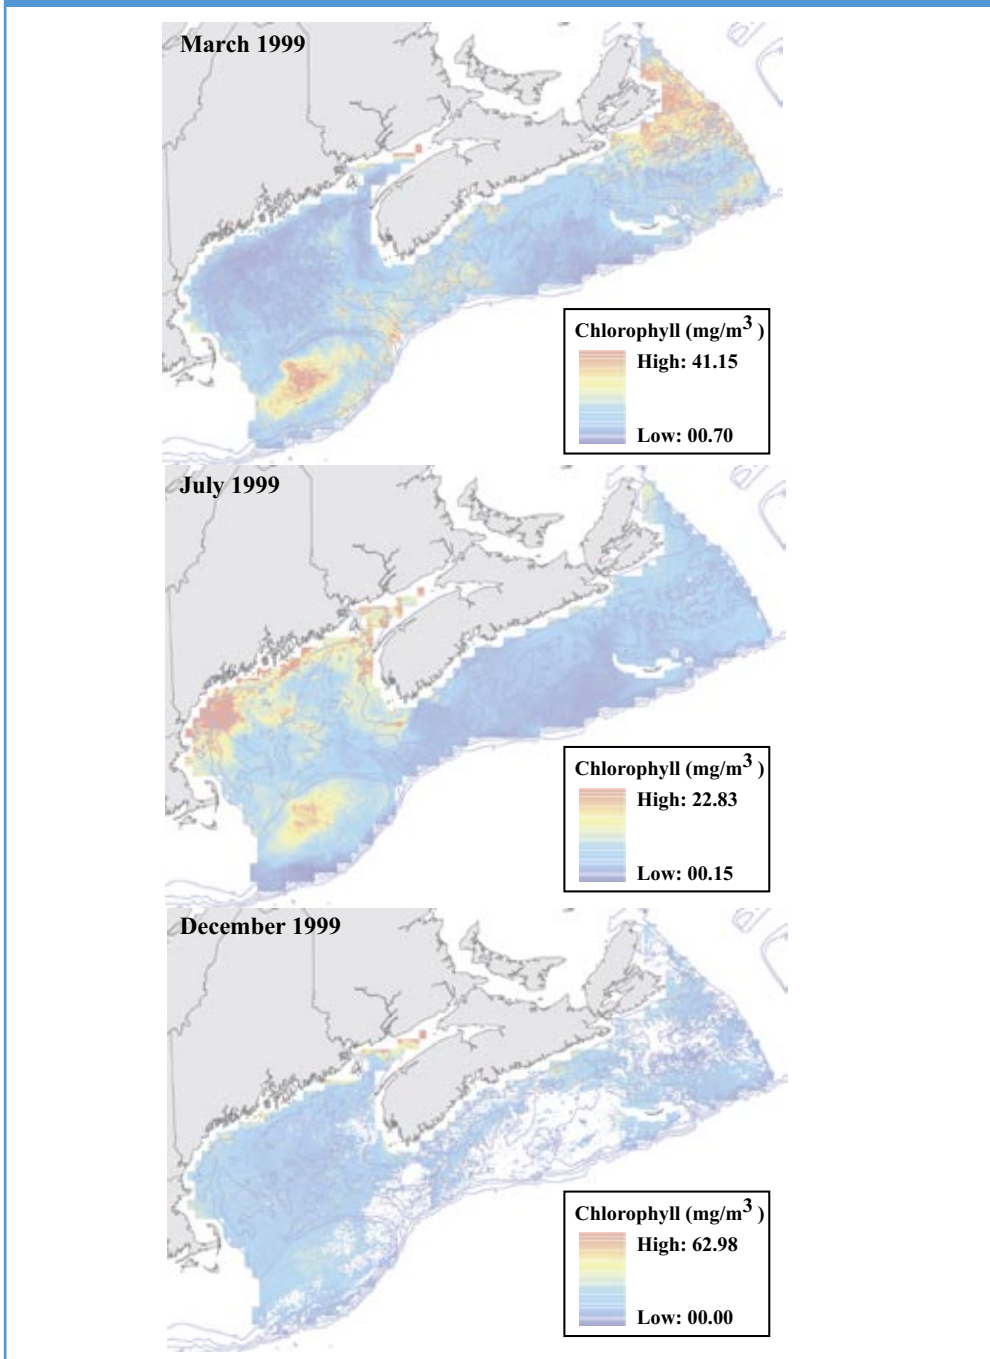 March 1999
Chlorophyll (mg/m3 )
High: 41.15
Low: 00.70
July 1999
Chlorophyll (mg/m3 )
High: 22.83
Low: 00.15
December 1999
Chlorophyll (mg/m3 )
High: 62.98
Low: 00.00